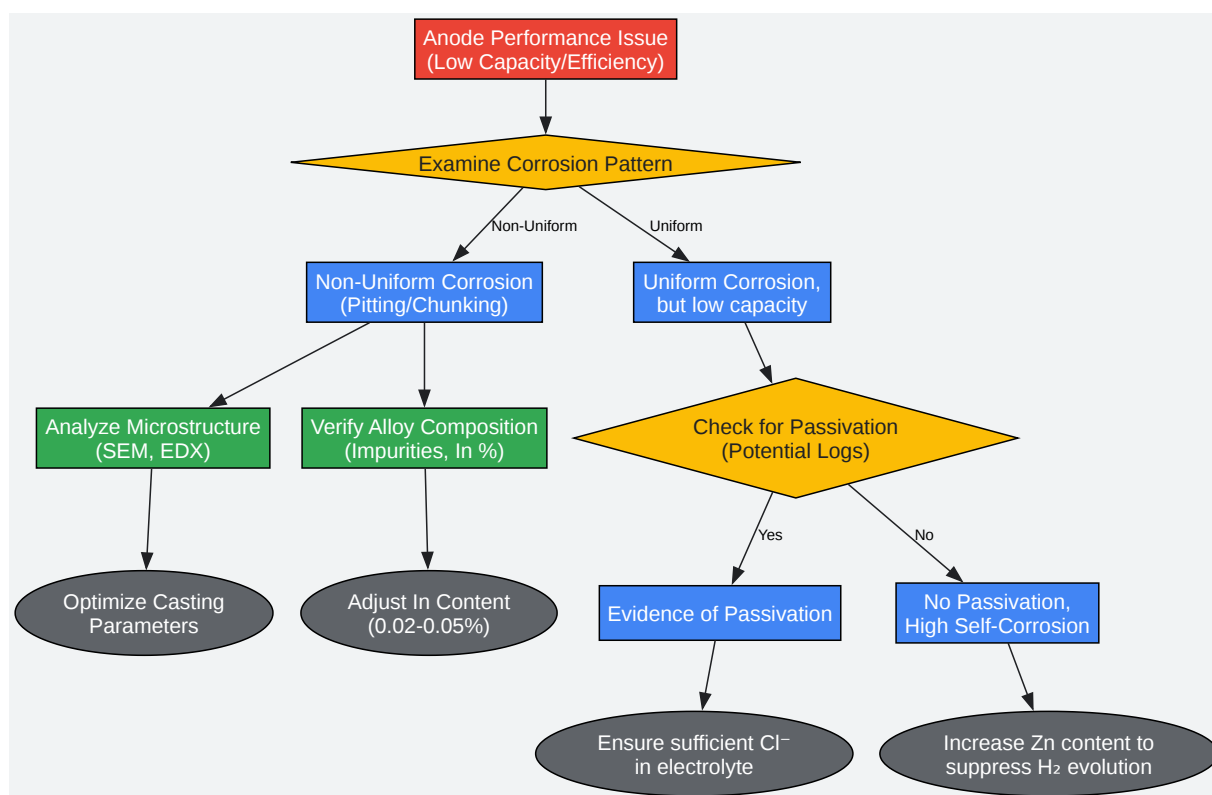 Anode Performance Issue
(Low Capacity/Efficiency)
Examine Corrosion Pattern
Non-Uniform
Uniform
Non-Uniform Corrosion
(Pitting/Chunking)
Uniform Corrosion,
but low capacity
Analyze Microstructure
(SEM, EDX)
Verify Alloy Composition
(Impurities, In %)
Check for Passivation
(Potential Logs)
Yes
No
Optimize Casting
Parameters
Adjust In Content
(0.02-0.05%)
Evidence of Passivation
No Passivation,
High Self-Corrosion
Ensure sufficient Cl⁻
in electrolyte
Increase Zn content to
suppress H₂ evolution